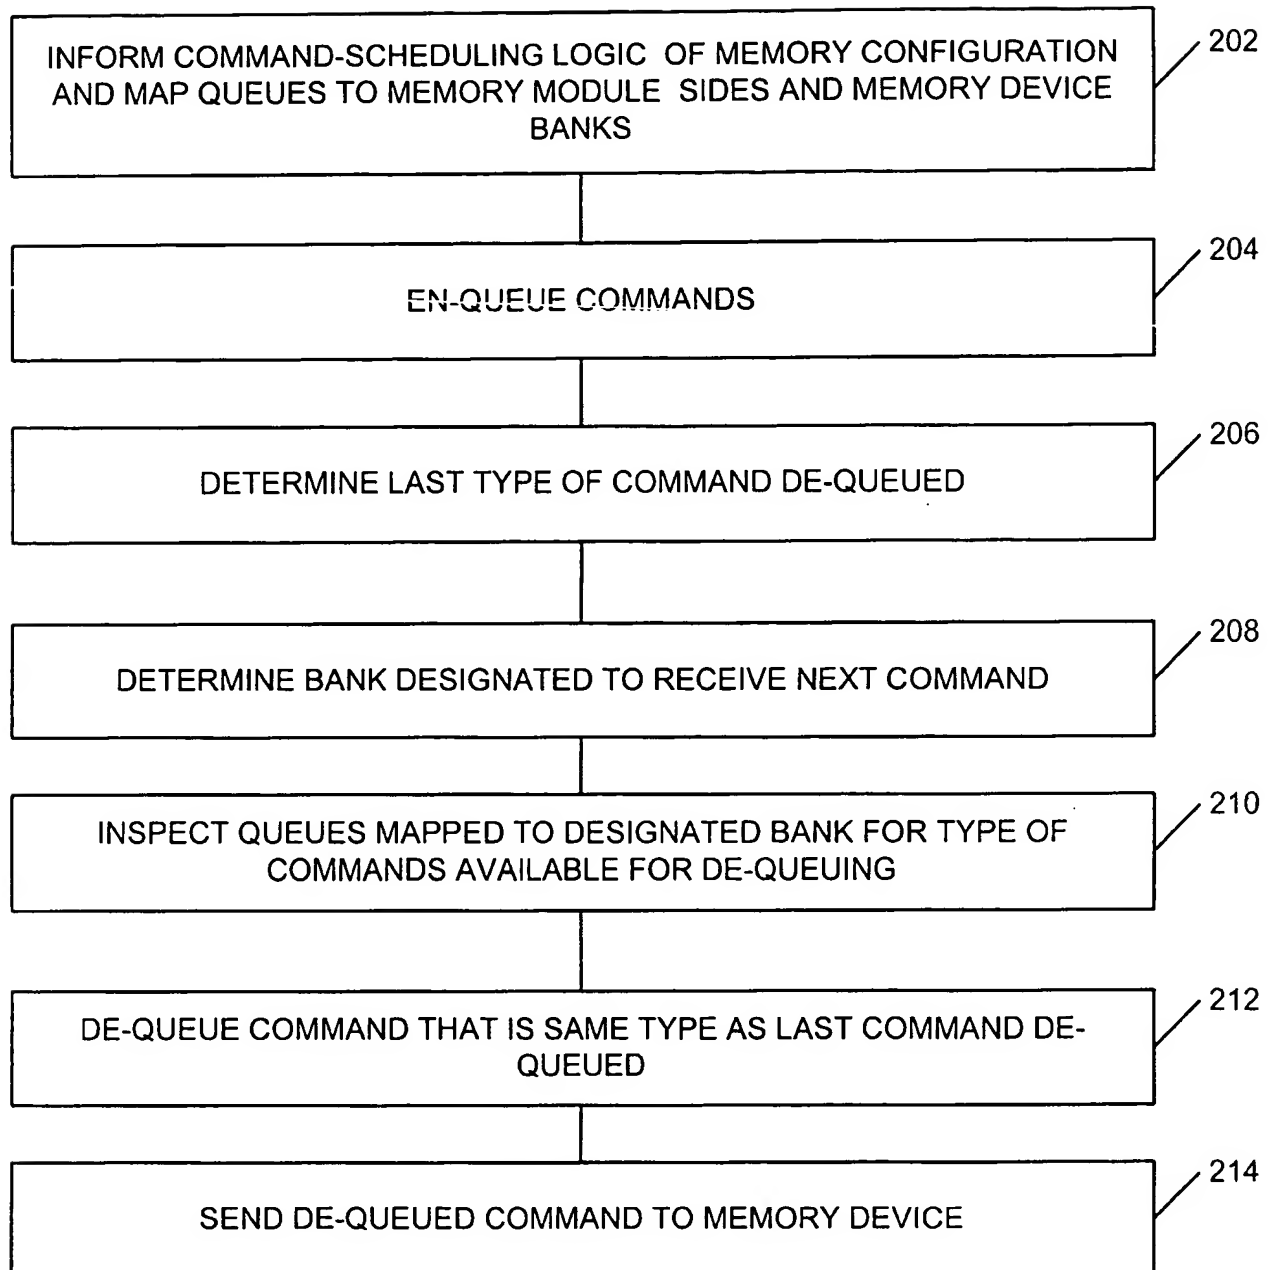 202
INFORM COMMAND-SCHEDULING LOGIC OF MEMORY CONFIGURATION
AND MAP QUEUES TO MEMORY MODULE SIDES AND MEMORY DEVICE
BANKS
204
EN-QUEUE COMMANDS
206
DETERMINE LAST TYPE OF COMMAND DE-QUEUED
208
DETERMINE BANK DESIGNATED TO RECEIVE NEXT COMMAND
210
INSPECT QUEUES MAPPED TO DESIGNATED BANK FOR TYPE OF
COMMANDS AVAILABLE FOR DE-QUEUING
212
DE-QUEUE COMMAND THAT IS SAME TYPE AS LAST COMMAND DE-
QUEUED
214
SEND DE-QUEUED COMMAND TO MEMORY DEVICE